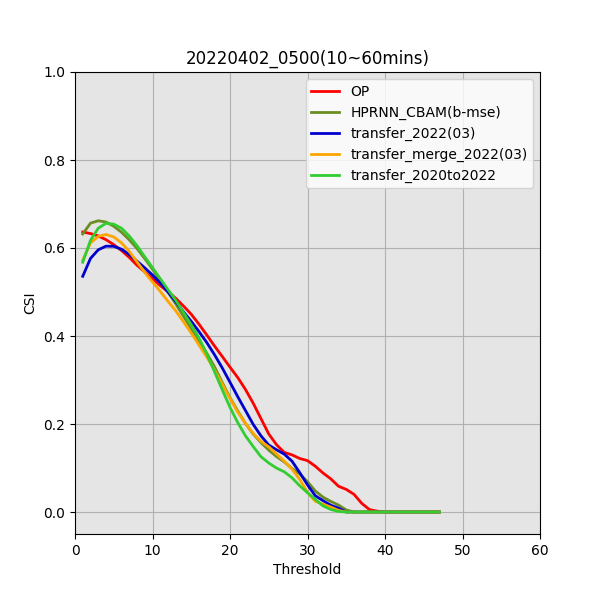 20220402_0500(10~60mins)
OP
HPRNN_CBAM(b-mse)
transfer_2022(03)
transfer_merge_2022(03)
transfer_2020to2022
CSI
1.0
0.8
0.6
0.4
0.2
0.0
0 10 20 30 40 50 60
Threshold